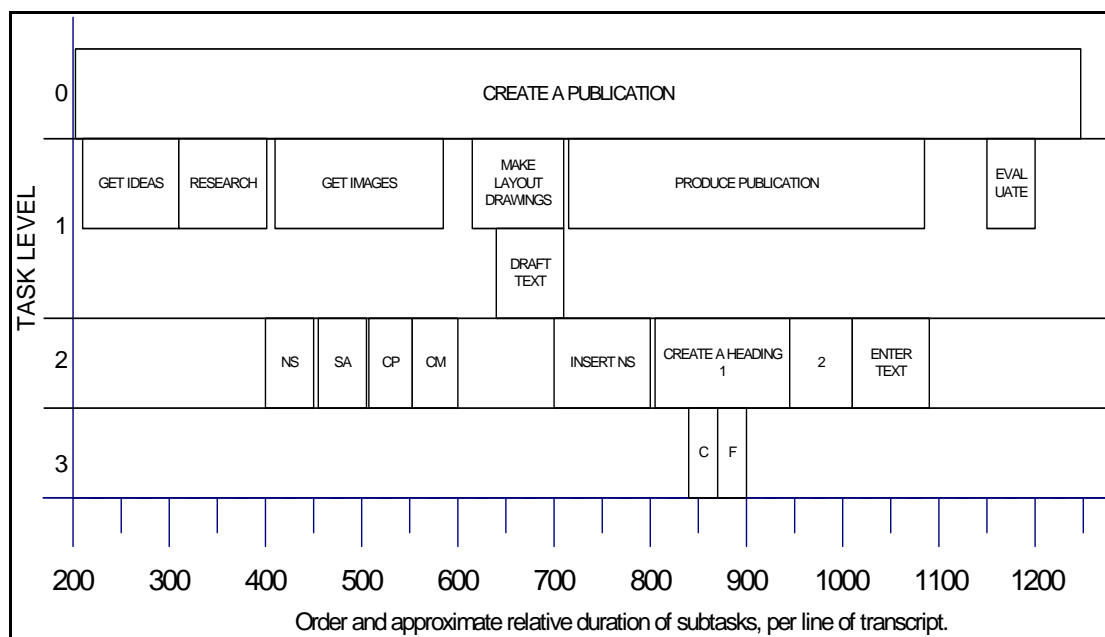 0
CREATE A PUBLICATION
TASK LEVEL
1
GET IDEAS
RESEARCH
GET IMAGES
MAKE
LAYOUT
DRAWINGS
PRODUCE PUBLICATION
EVAL
UATE
DRAFT
TEXT
2
NS
SA
CP
CM
INSERT NS
CREATE A HEADING
1
2
ENTER
TEXT
3
C
F
200 300 400 500 600 700 800 900 1000 1100 1200
Order and approximate relative duration of subtasks, per line of transcript.